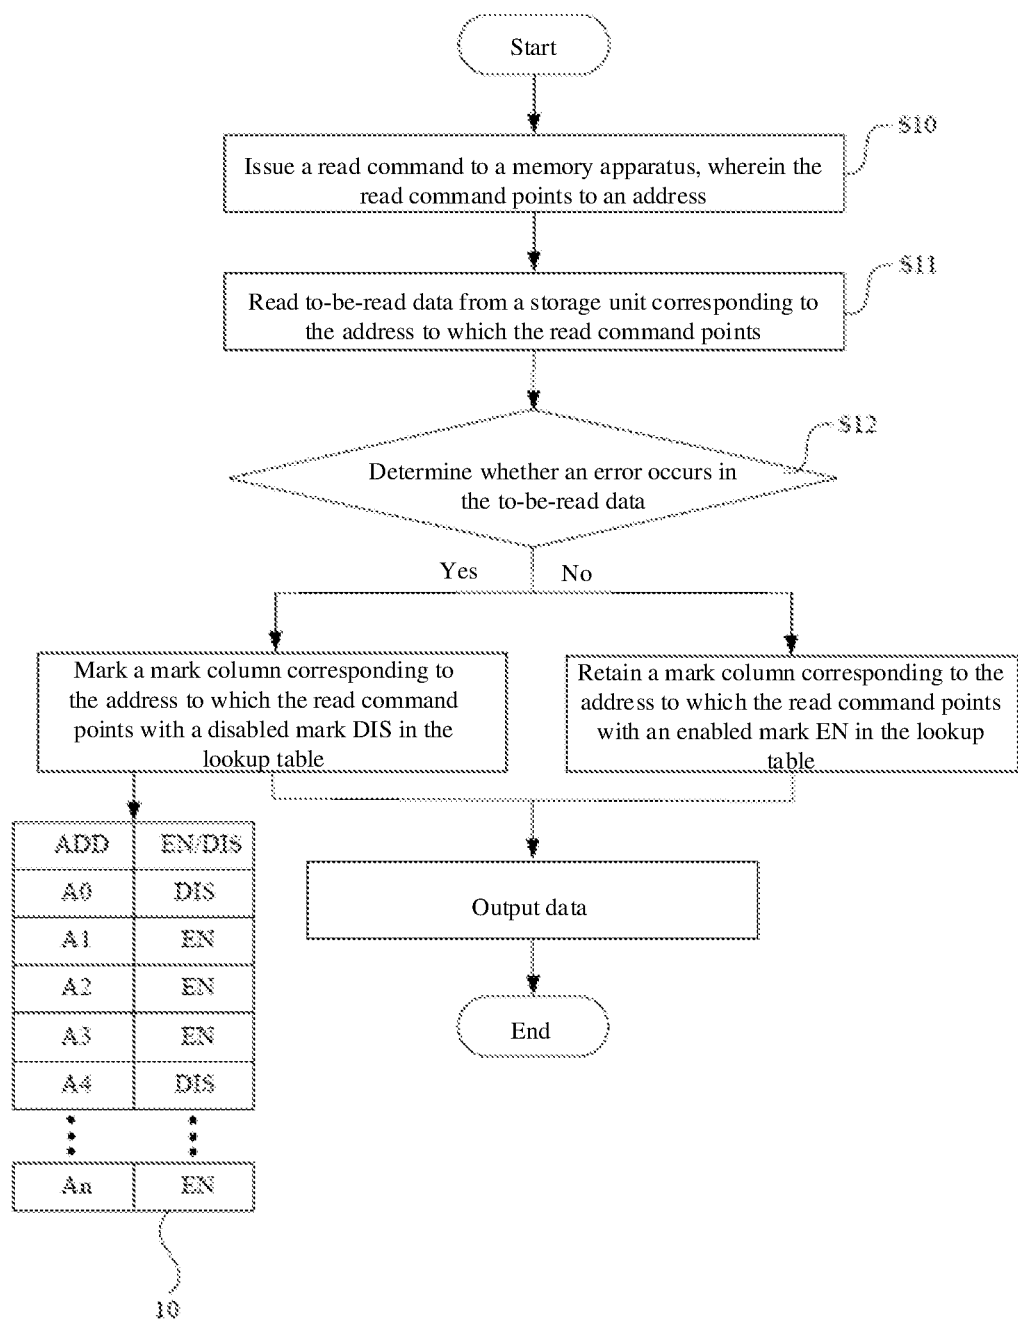 Start
S10
Issue a read command to a memory apparatus, wherein the
read command points to an address
S11
Read to-be-read data from a storage unit corresponding to
the address to which the read command points
S12
Determine whether an error occurs in
the to-be-read data
Yes
No
Mark a mark column corresponding to
the address to which the read command
points with a disabled mark DIS in the
lookup table
Retain a mark column corresponding to the
address to which the read command points
with an enabled mark EN in the lookup
table
ADD EN/DIS
A0 DIS
A1 EN
A2 EN
A3 EN
A4 DIS
An EN
10
Output data
End